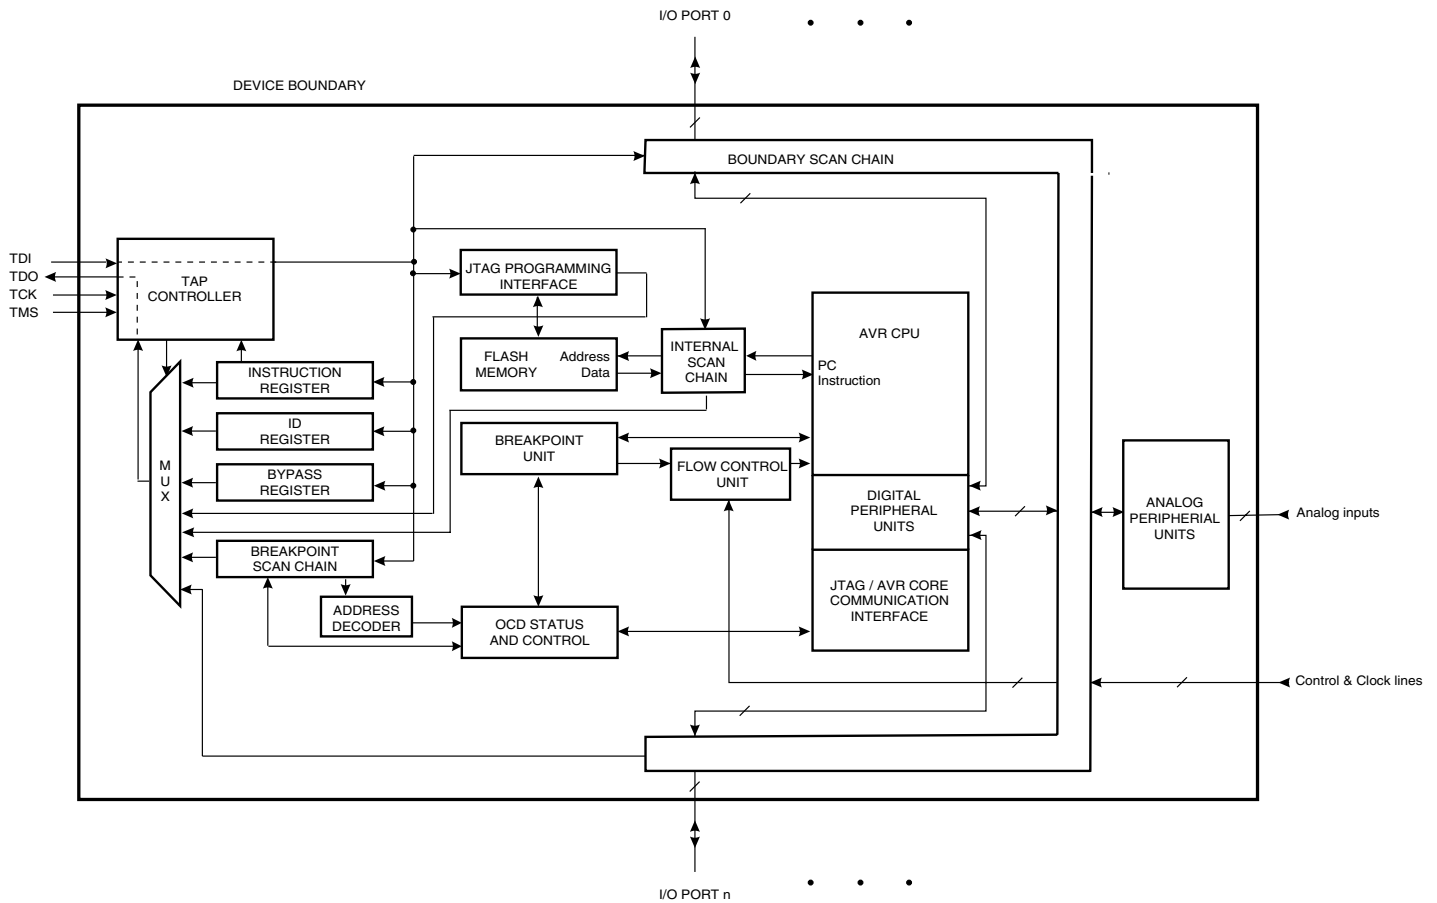 I/O PORT 0
DEVICE BOUNDARY
BOUNDARY SCAN CHAIN
TDI
TDO
TCK
TMS
TAP
CONTROLLER
JTAG PROGRAMMING
INTERFACE
AVR CPU
FLASH
MEMORY
Address
Data
INTERNAL
SCAN
CHAIN
PC
Instruction
INSTRUCTION
REGISTER
ID
REGISTER
BREAKPOINT
UNIT
FLOW CONTROL
UNIT
M
U
X
BYPASS
REGISTER
DIGITAL
PERIPHERAL
UNITS
ANALOG
PERIPHERIAL
UNITS
Analog inputs
BREAKPOINT
SCAN CHAIN
ADDRESS
DECODER
OCD STATUS
AND CONTROL
JTAG / AVR CORE
COMMUNICATION
INTERFACE
Control & Clock lines
I/O PORT n